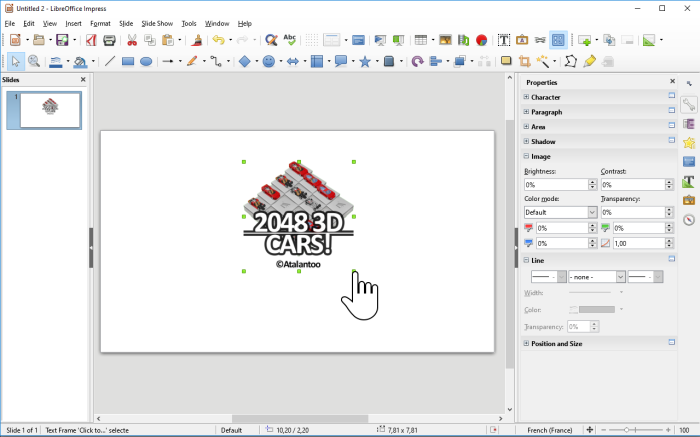 Untitled 2 - LibreOffice Impress
File Edit View Insert Format Slide Slide Show Tools Window Help
Slides
1
2048 3D
CARS!
©Atalantoo
Properties
Character
Paragraph
Area
Shadow
Image
Brightness: Contrast:
0% 0%
Color mode: Transparency:
Default 0%
0% 0%
0% 1,00
Line
- none -
Width:
Color:
Transparency: 0%
Position and Size
Slide 1 of 1 Text Frame 'Click to...' selecte Default 10,20 / 2,20 7,81 x 7,81 French (France) 100